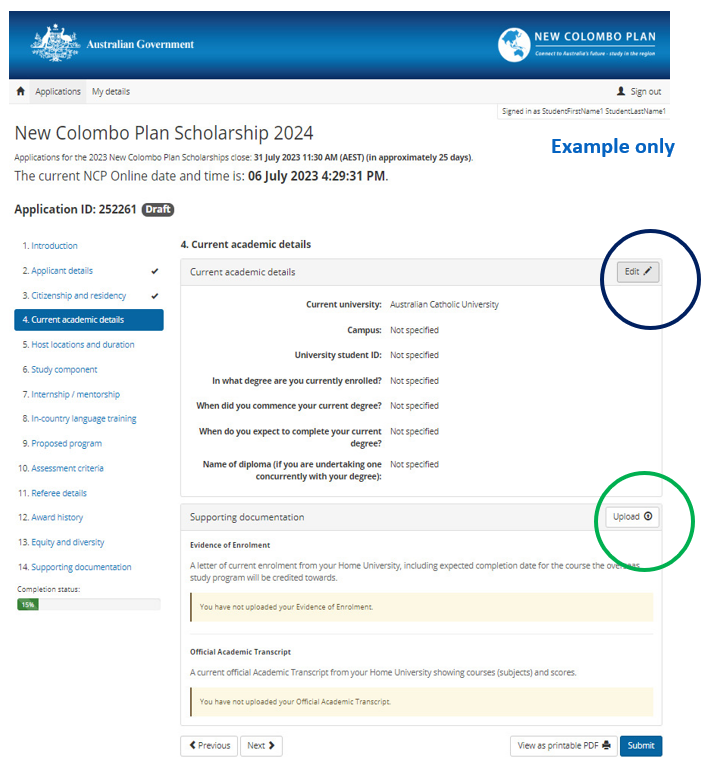 Australian Government
NEW COLOMBO PLAN
Connect to Australia's future - study in the region
Applications My details Sign out
Signed in as StudentFirstName1 StudentLastName1
New Colombo Plan Scholarship 2024
Example only
Applications for the 2023 New Colombo Plan Scholarships close: 31 July 2023 11:30 AM (AEST) (in approximately 25 days).
The current NCP Online date and time is: 06 July 2023 4:29:31 PM.
Application ID: 252261 Draft
1. Introduction
2. Applicant details
3. Citizenship and residency
4. Current academic details
5. Host locations and duration
6. Study component
7. Internship / mentorship
8. In-country language training
9. Proposed program
10. Assessment criteria
11. Referee details
12. Award history
13. Equity and diversity
14. Supporting documentation
Completion status:
15%
4. Current academic details
Current academic details Edit
Current university: Australian Catholic University
Campus: Not specified
University student ID: Not specified
In what degree are you currently enrolled? Not specified
When did you commence your current degree? Not specified
When do you expect to complete your current Not specified
degree?
Name of diploma (if you are undertaking one Not specified
concurrently with your degree):
Supporting documentation Upload
Evidence of Enrolment
A letter of current enrolment from your Home University, including expected completion date for the course the overseas
study program will be credited towards.
You have not uploaded your Evidence of Enrolment.
Official Academic Transcript
A current official Academic Transcript from your Home University showing courses (subjects) and scores.
You have not uploaded your Official Academic Transcript.
Previous Next View as printable PDF Submit